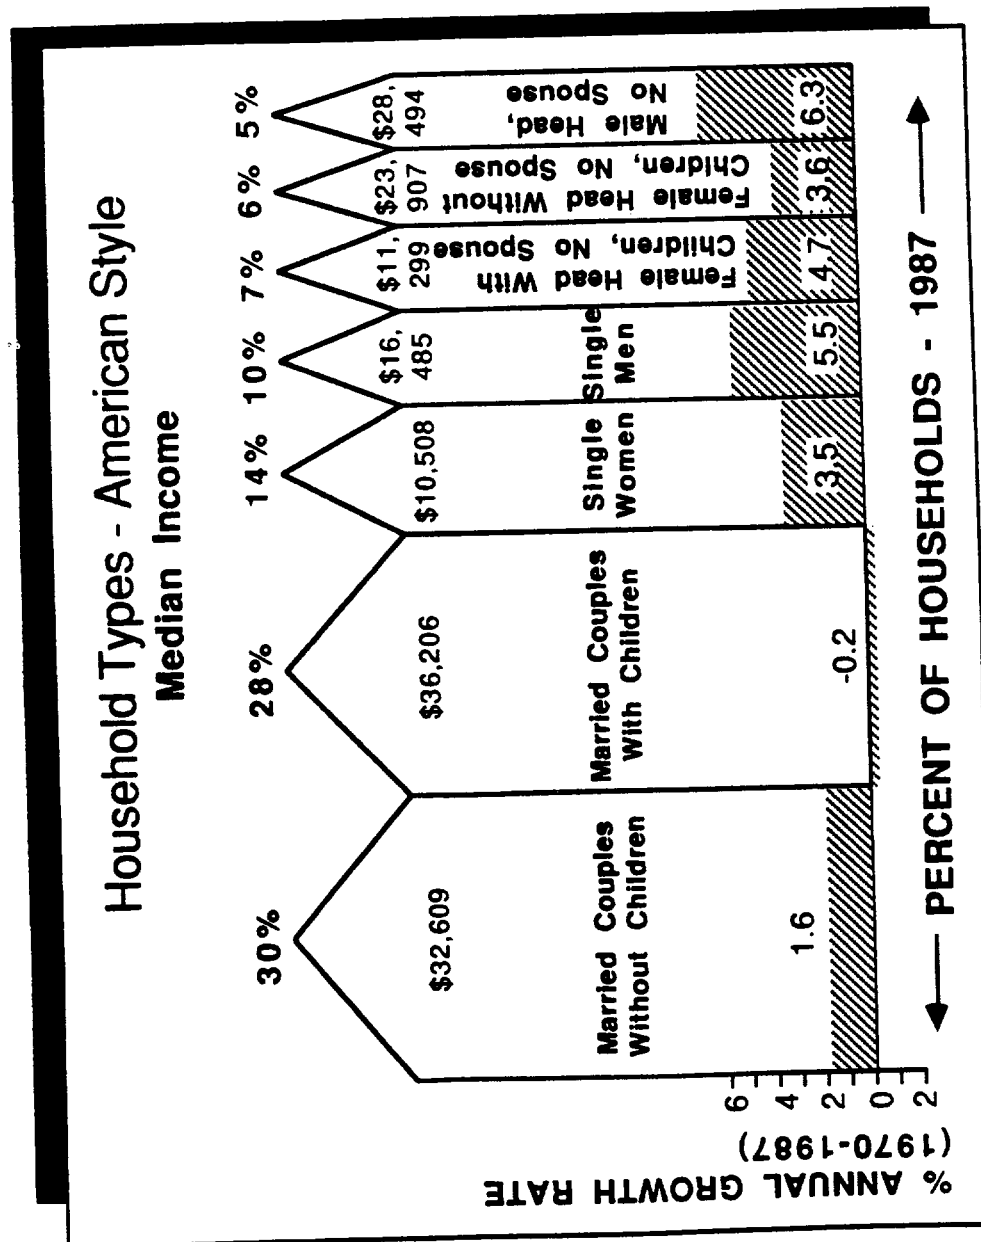 Household Types - American Style
Median Income
30%
28%
14%
10%
7%
6%
5%
$32,609
$36,206
$10,508
$16,
485
$11,
299
$23,
907
$28,
494
Married Couples
Without Children
Married Couples
With Children
Single
Women
Single
Men
Female Head With
Children, No Spouse
Female Head Without
Children, No Spouse
Male Head,
No Spouse
1.6
-0.2
3.5
5.5
4.7
3.6
6.3
6
4
2
0
2
% ANNUAL GROWTH RATE
(1970-1987)
PERCENT OF HOUSEHOLDS - 1987